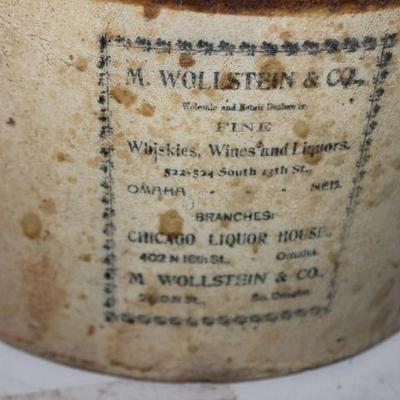 M. WOLLSTEIN & CO.,
Wholesale and Retail Dealers in
FINE
Whiskies, Wines and Liquors.
522-524 South 13th St.,
OMAHA - - - NEB.
BRANCHES:
CHICAGO LIQUOR HOUSE,
402 N 16th St., Omaha.
M WOLLSTEIN & CO.,
N St., So. Omaha.